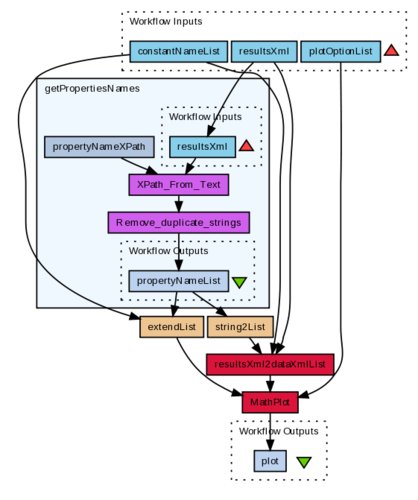 Workflow Inputs
constantNameList
resultsXml
plotOptionList
getPropertiesNames
Workflow Inputs
propertyNameXPath
resultsXml
XPath_From_Text
Remove_duplicate_strings
Workflow Outputs
propertyNameList
extendList
string2List
resultsXml2dataXmlList
MathPlot
Workflow Outputs
plot